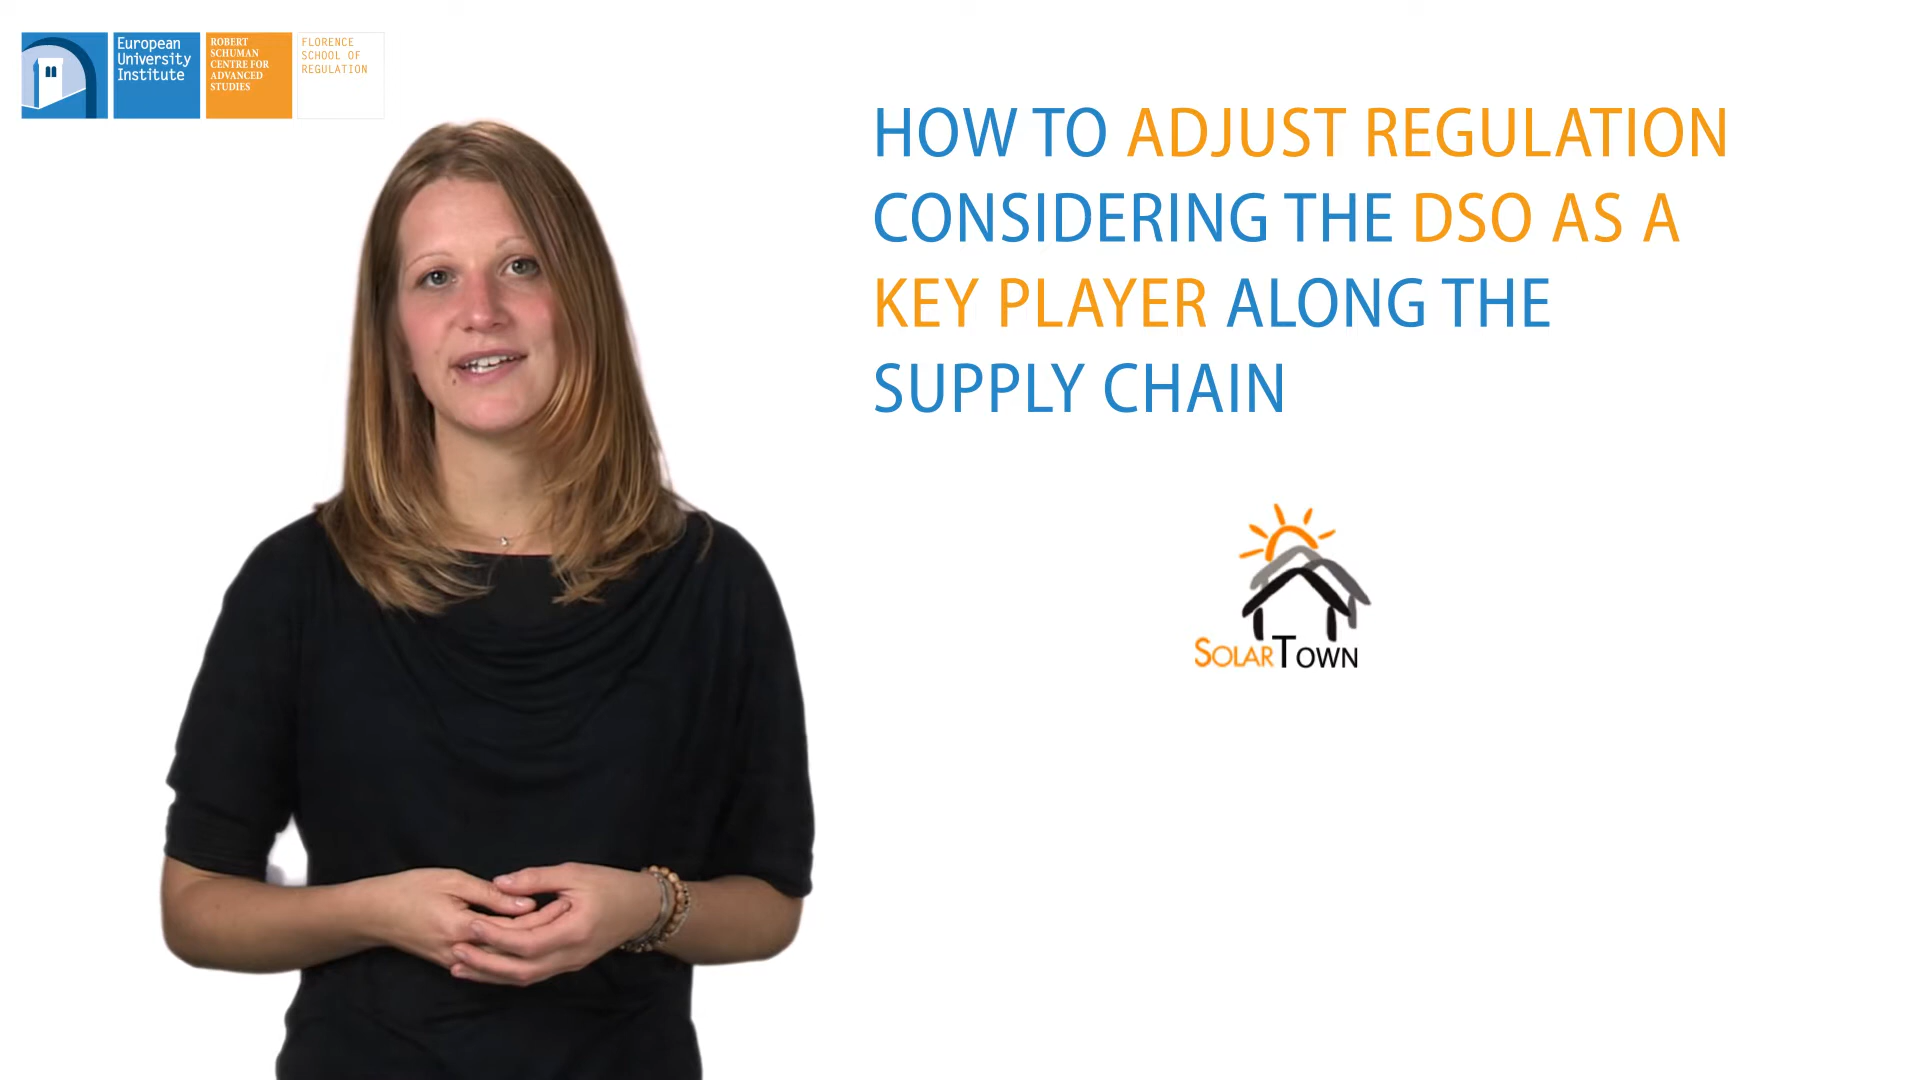 European
University
Institute
ROBERT
SCHUMAN
CENTRE FOR
ADVANCED
STUDIES
FLORENCE
SCHOOL OF
REGULATION
HOW TO ADJUST REGULATION
CONSIDERING THE DSO AS A
KEY PLAYER ALONG THE
SUPPLY CHAIN
SOLARTOWN